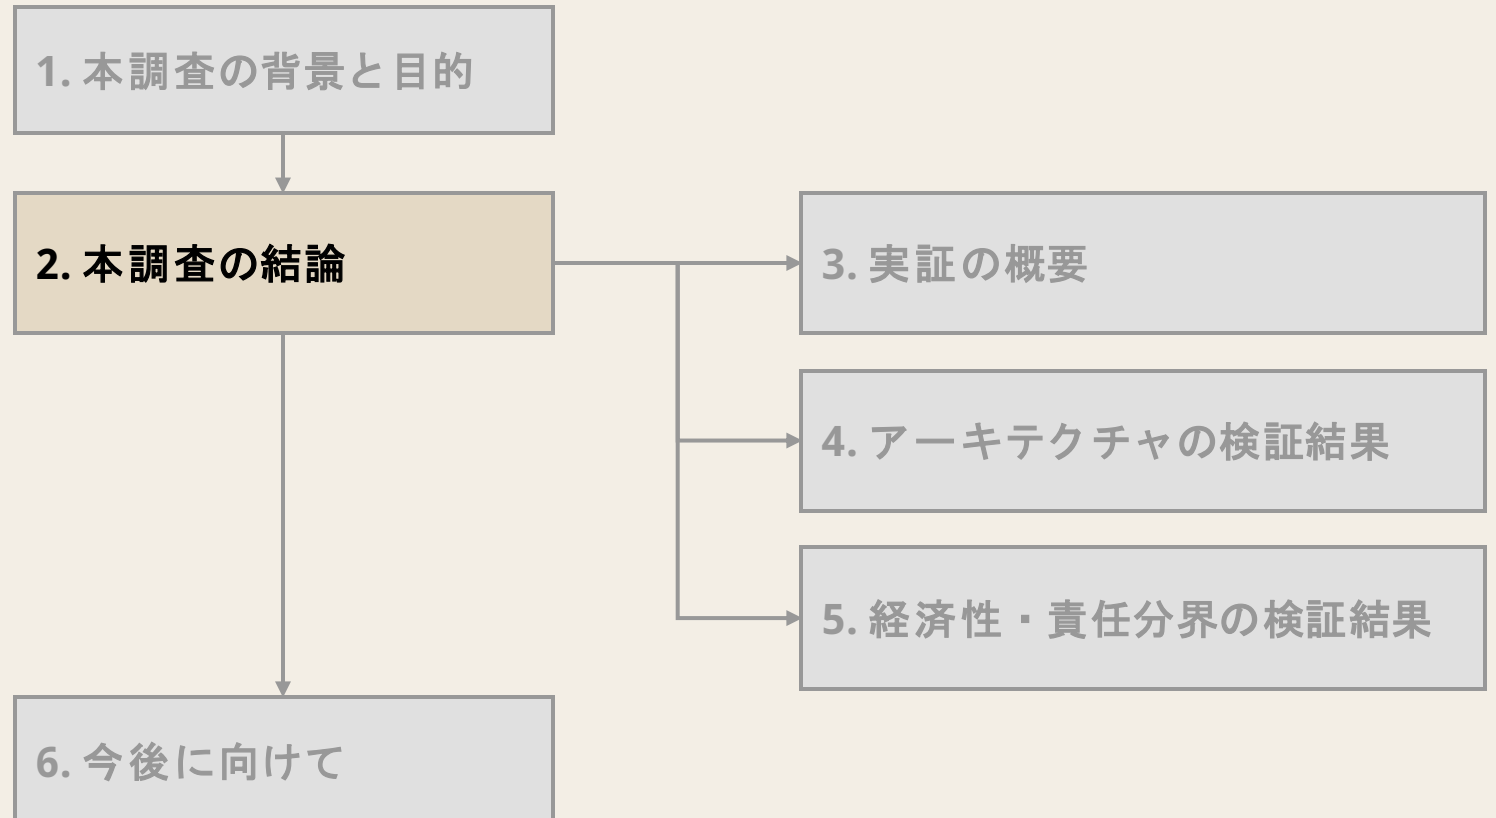 1. 本調査の背景と目的
2. 本調査の結論
3. 実証の概要
4. アーキテクチャの検証結果
5. 経済性・責任分界の検証結果
6. 今後に向けて